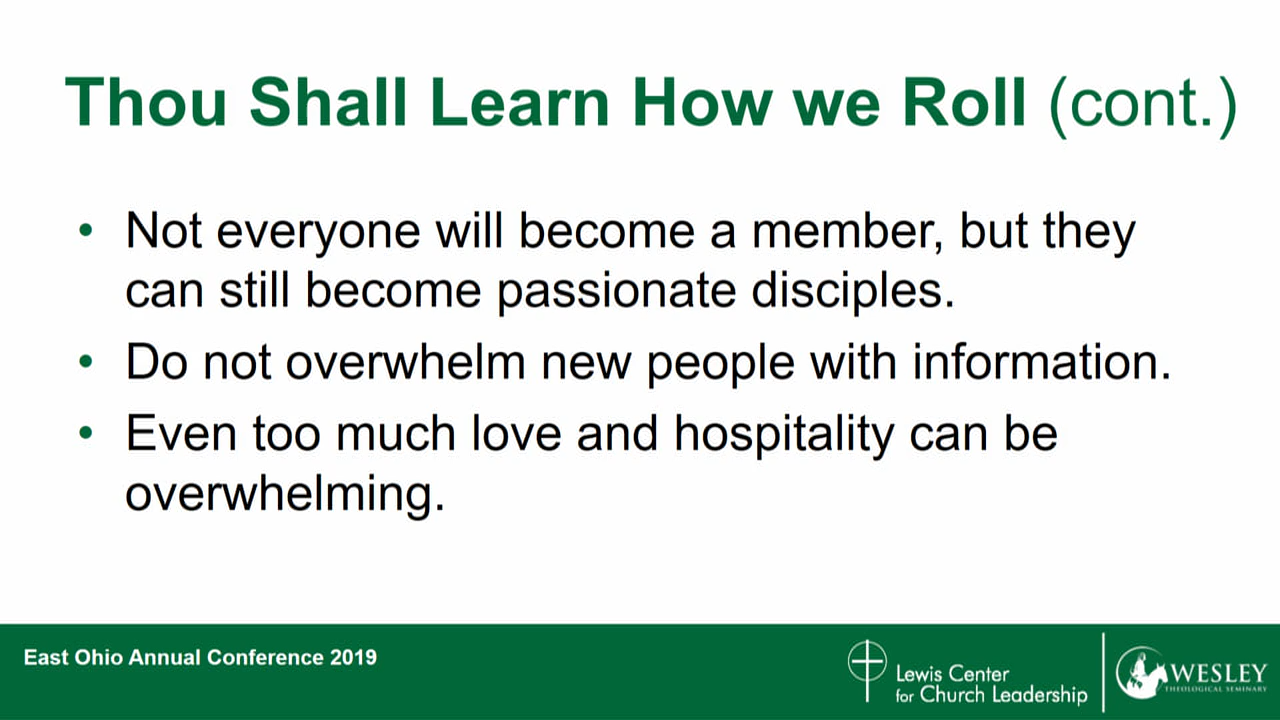 Thou Shall Learn How we Roll (cont.)
• Not everyone will become a member, but they
can still become passionate disciples.
• Do not overwhelm new people with information.
• Even too much love and hospitality can be
overwhelming.
East Ohio Annual Conference 2019
Lewis Center
for Church Leadership
WESLEY
THEOLOGICAL SEMINARY